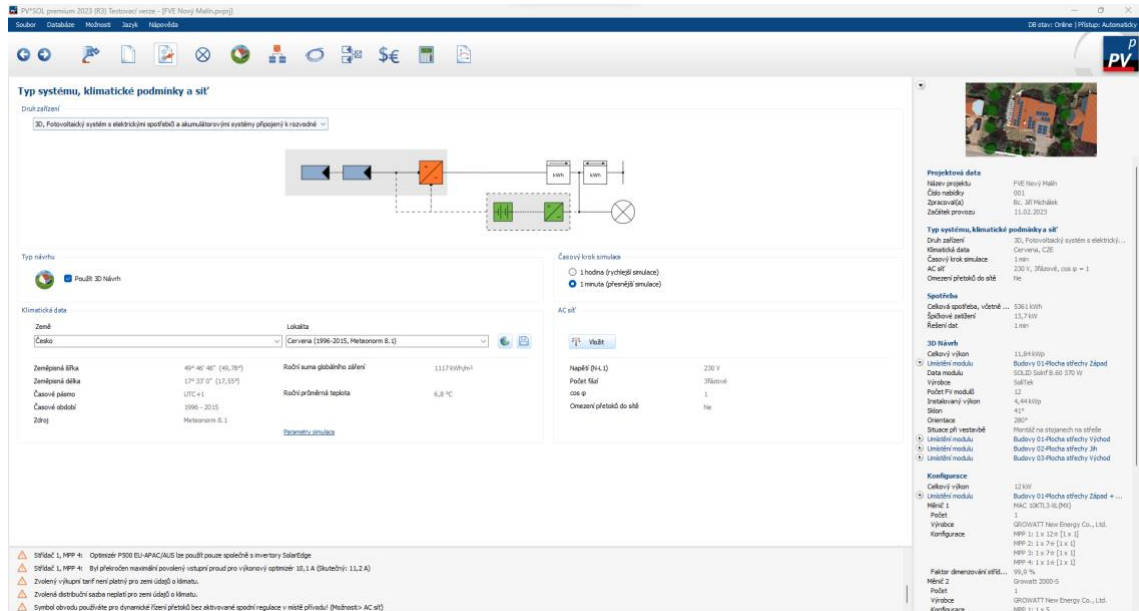 PV*SOL premium 2023 (R3) Testovací verze - [FVE Nový Malín.pvprj]
Soubor Databáze Možnosti Jazyk Nápověda
DB stav: Online | Přístup: Automaticky
PV
Typ systému, klimatické podmínky a síť
Druh zařízení
3D, Fotovoltaický systém s elektrickými spotřebiči a akumulátorovými systémy připojený k rozvodné
kWh kWh
Typ návrhu
Použít 3D Návrh
Časový krok simulace
1 hodina (rychlejší simulace)
1 minuta (přesnější simulace)
Klimatická data
Země
Česko
Lokalita
Cervena (1996-2015, Meteonorm 8.1)
Zeměpisná šířka 49° 46' 48" (49,78°)
Zeměpisná délka 17° 33' 0" (17,55°)
Časové pásmo UTC+1
Časové období 1996 - 2015
Zdroj Meteonorm 8.1
Roční suma globálního záření 1117 kWh/m²
Roční průměrná teplota 6,8 °C
Parametry simulace
AC síť
Vložit
Napětí (N-L1) 230 V
Počet fází 3fázové
cos φ 1
Omezení přetoků do sítě Ne
Střídač 1, MPP 4: Optimizér P500 EU-APAC/AUS lze použít pouze společně s invertory SolarEdge
Střídač 1, MPP 4: Byl překročen maximální povolený vstupní proud pro výkonový optimizér 10,1 A (Skutečný: 11,2 A)
Zvolený výkupní tarif není platný pro zemi údajů o klimatu.
Zvolená distribuční sazba neplatí pro zemi údajů o klimatu.
Symbol obvodu používáte pro dynamické řízení přetoků bez aktivované spodní regulace v místě přívodu! (Možnosti> AC síť)
Projektová data
Název projektu FVE Nový Malín
Číslo nabídky 001
Zpracoval(a) Bc. Jiří Michálek
Začátek provozu 11.02.2023
Typ systému, klimatické podmínky a síť
Druh zařízení 3D, Fotovoltaický systém s elektrický...
Klimatická data Cervena, CZE
Časový krok simulace 1 min
AC síť 230 V, 3fázové, cos φ = 1
Omezení přetoků do sítě Ne
Spotřeba
Celková spotřeba, včetně ... 5361 kWh
Špičkové zatížení 13,7 kW
Řešení dat 1 min
3D Návrh
Celkový výkon 11,84 kWp
Umístění modulu Budovy 01-Plocha střechy Západ
Data modulu SOLID Solrif B.60 370 W
Výrobce SoliTek
Počet FV modulů 12
Instalovaný výkon 4,44 kWp
Sklon 41°
Orientace 280°
Situace při vestavbě Montáž na stojanech na střeše
Umístění modulu Budovy 01-Plocha střechy Východ
Umístění modulu Budovy 02-Plocha střechy Jih
Umístění modulu Budovy 03-Plocha střechy Východ
Konfigurace
Celkový výkon 12 kW
Umístění modulu Budovy 01-Plocha střechy Západ + ...
Měnič 1 MAC 10KTL3-XL(MX)
Počet 1
Výrobce GROWATT New Energy Co., Ltd.
Konfigurace MPP 1: 1 x 12¤ [1 x 1]
MPP 2: 1 x 7¤ [1 x 1]
MPP 3: 1 x 7¤ [1 x 1]
MPP 4: 1 x 1¤ [1 x 1]
Faktor dimenzování stříd... 99,9 %
Měnič 2 Growatt 2000-S
Počet 1
Výrobce GROWATT New Energy Co., Ltd.
Konfigurace MPP 1: 1 x 5